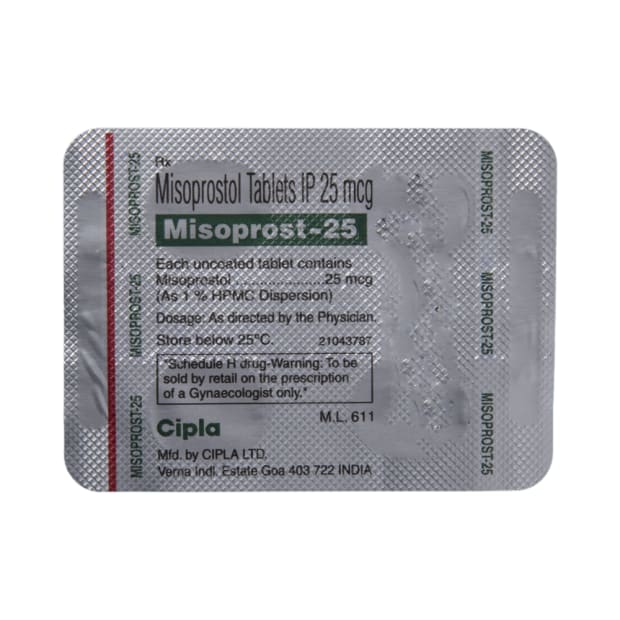 Rx
Misoprostol Tablets IP 25 mcg
Misoprost-25
Each uncoated tablet contains
Misoprostol.....................25 mcg
(As 1 % HPMC Dispersion)
Dosage: As directed by the Physician.
Store below 25°C. 21043787
"Schedule H drug-Warning: To be
sold by retail on the prescription
of a Gynaecologist only."
M.L. 611
Cipla
Mfd. by CIPLA LTD.
Verna Indl. Estate Goa 403 722 INDIA
MISOPROST-25
MISOPROST-25
MISOPROST-25
MISOPROST-25
MISOPROST-25
MISOPROST-25